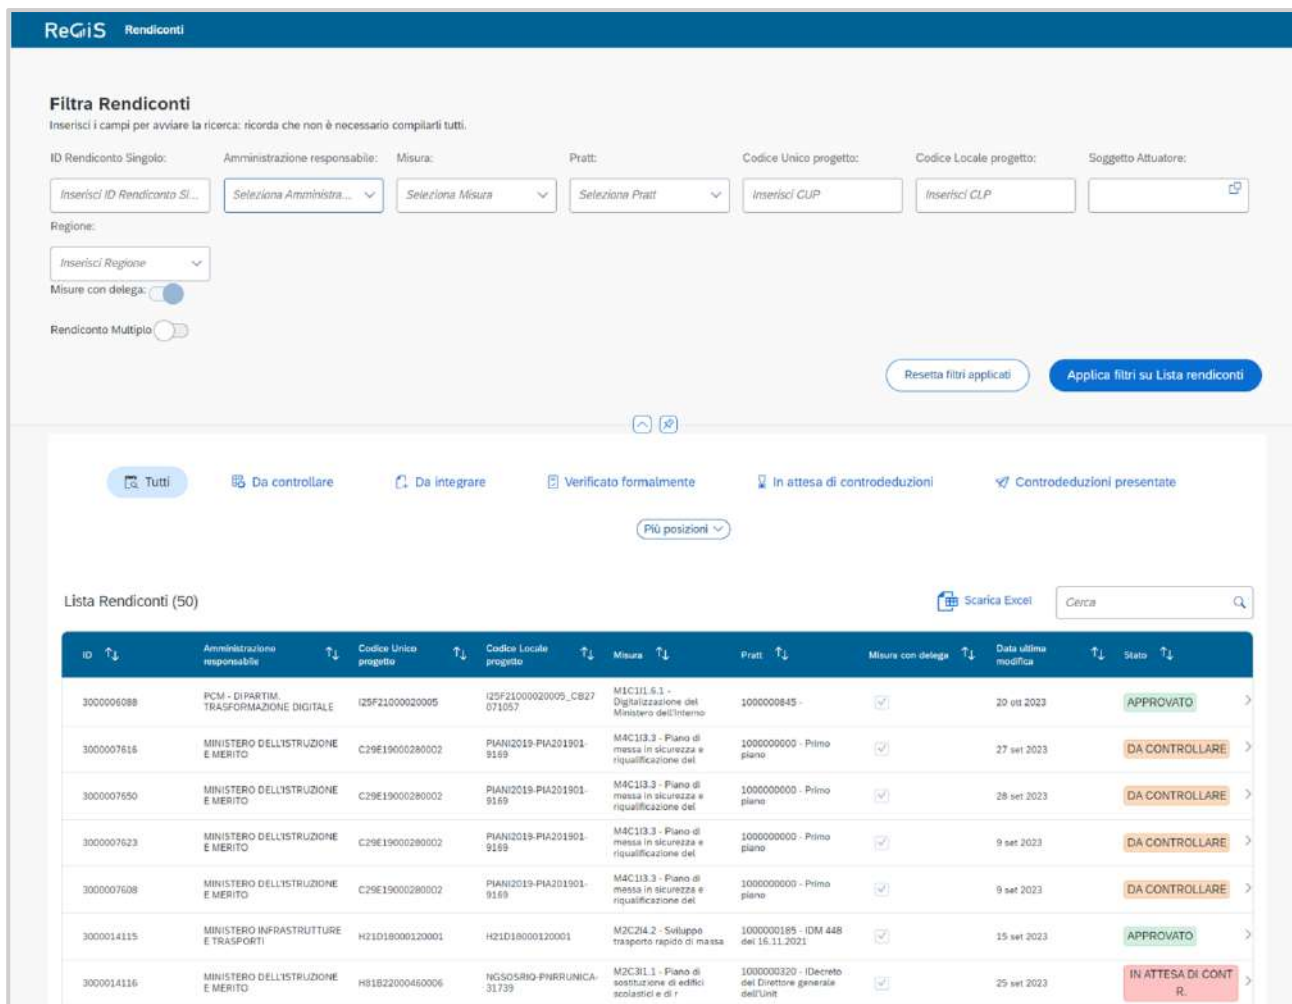 ReGiS Rendiconti
Filtra Rendiconti
Inserisci i campi per avviare la ricerca: ricorda che non è necessario compilarli tutti.
ID Rendiconto Singolo: Amministrazione responsabile: Misura: Pratt: Codice Unico progetto: Codice Locale progetto: Soggetto Attuatore:
Inserisci ID Rendiconto Si... Seleziona Amministra... Seleziona Misura Seleziona Pratt Inserisci CUP Inserisci CLP
Regione:
Inserisci Regione
Misure con delega:
Rendiconto Multiplo
Resetta filtri applicati Applica filtri su Lista rendiconti
Tutti Da controllare Da integrare Verificato formalmente In attesa di controdeduzioni Controdeduzioni presentate
Più posizioni
Lista Rendiconti (50) Scarica Excel Cerca
ID Amministrazione responsabile Codice Unico progetto Codice Locale progetto Misura Pratt Misura con delega Data ultima modifica Stato
3000006088 PCM - DIPARTIM. TRASFORMAZIONE DIGITALE I25F21000020005 I25F21000020005_CB27071057 M1C1I1.6.1 - Digitalizzazione del Ministero dell'Interno 1000000845 - 20 ott 2023 APPROVATO
3000007616 MINISTERO DELL'ISTRUZIONE E MERITO C29E19000280002 PIANI2019-PIA201901-9169 M4C1I3.3 - Piano di messa in sicurezza e riqualificazione del 1000000000 - Primo piano 27 set 2023 DA CONTROLLARE
3000007650 MINISTERO DELL'ISTRUZIONE E MERITO C29E19000280002 PIANI2019-PIA201901-9169 M4C1I3.3 - Piano di messa in sicurezza e riqualificazione del 1000000000 - Primo piano 28 set 2023 DA CONTROLLARE
3000007623 MINISTERO DELL'ISTRUZIONE E MERITO C29E19000280002 PIANI2019-PIA201901-9169 M4C1I3.3 - Piano di messa in sicurezza e riqualificazione del 1000000000 - Primo piano 9 set 2023 DA CONTROLLARE
3000007608 MINISTERO DELL'ISTRUZIONE E MERITO C29E19000280002 PIANI2019-PIA201901-9169 M4C1I3.3 - Piano di messa in sicurezza e riqualificazione del 1000000000 - Primo piano 9 set 2023 DA CONTROLLARE
3000014115 MINISTERO INFRASTRUTTURE E TRASPORTI H21D18000120001 H21D18000120001 M2C2I4.2 - Sviluppo trasporto rapido di massa 1000000185 - IDM 448 del 16.11.2021 15 set 2023 APPROVATO
3000014116 MINISTERO DELL'ISTRUZIONE E MERITO H81B22000460006 NGSOSRIQ-PNRRUNICA-31739 M2C3I1.1 - Piano di sostituzione di edifici scolastici e di r 1000000320 - IDecreto del Direttore generale dell'Unit 25 set 2023 IN ATTESA DI CONTR.